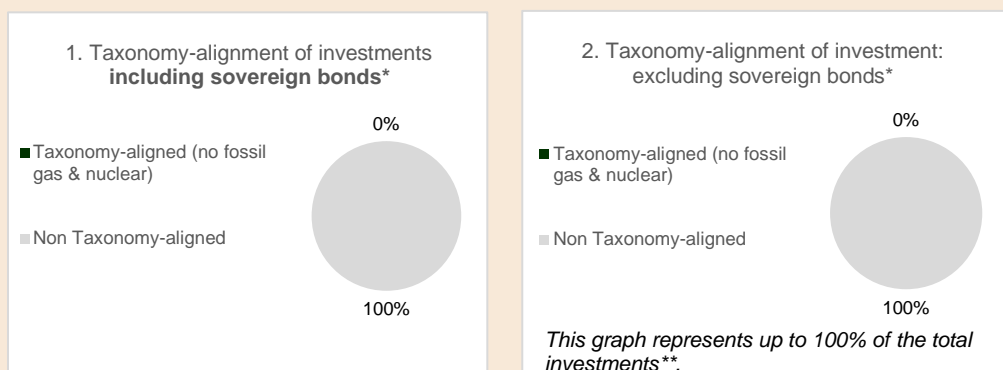 1. Taxonomy-alignment of investments
including sovereign bonds*
0%
Taxonomy-aligned (no fossil
gas & nuclear)
Non Taxonomy-aligned
100%
2. Taxonomy-alignment of investment:
excluding sovereign bonds*
0%
Taxonomy-aligned (no fossil
gas & nuclear)
Non Taxonomy-aligned
100%
This graph represents up to 100% of the total
investments**.